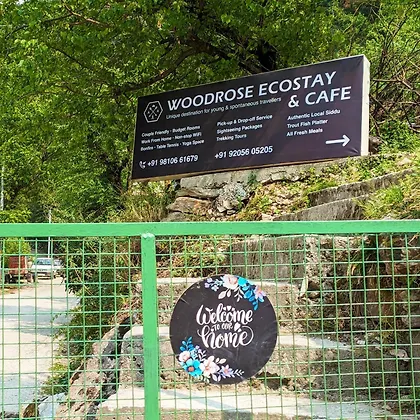 WOODROSE ECOSTAY
& CAFE
Unique destination for young & spontaneous travellers
Couple Friendly · Budget Rooms
Work From Home · Non-stop WiFi
Bonfire · Table Tennis · Yoga Space
Pick-up & Drop-off Service
Sightseeing Packages
Trekking Tours
Authentic Local Siddu
Trout Fish Platter
All Fresh Meals
+91 98106 61679
+91 92056 05205
Welcome
TO OUR
home